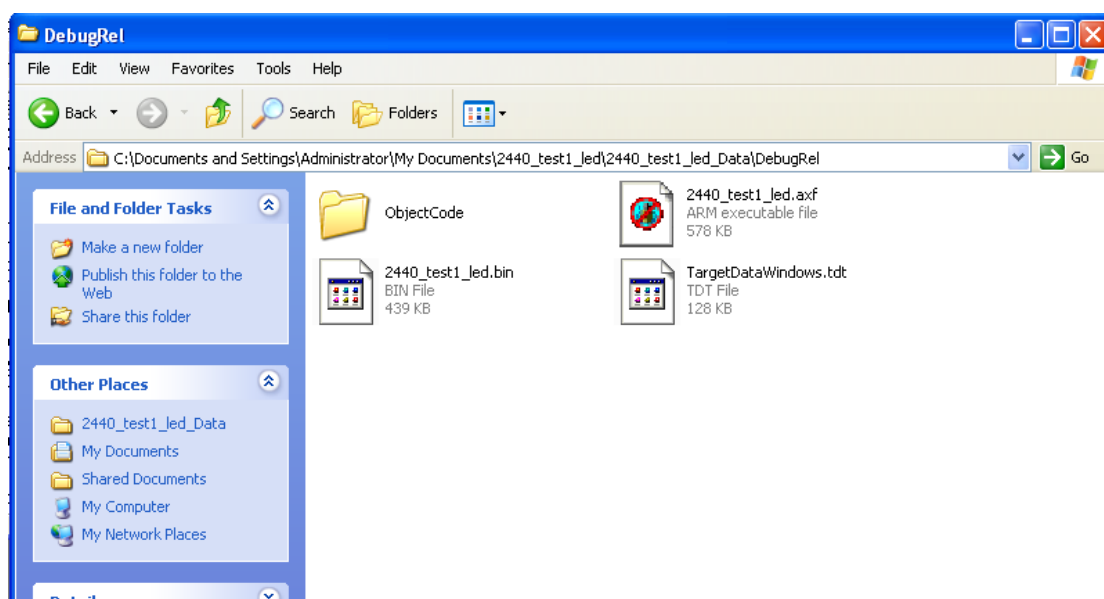 DebugRel
File Edit View Favorites Tools Help
Back Search Folders
Address C:\Documents and Settings\Administrator\My Documents\2440_test1_led\2440_test1_led_Data\DebugRel Go
File and Folder Tasks
Make a new folder
Publish this folder to the
Web
Share this folder
Other Places
2440_test1_led_Data
My Documents
Shared Documents
My Computer
My Network Places
ObjectCode
2440_test1_led.axf
ARM executable file
578 KB
2440_test1_led.bin
BIN File
439 KB
TargetDataWindows.tdt
TDT File
128 KB